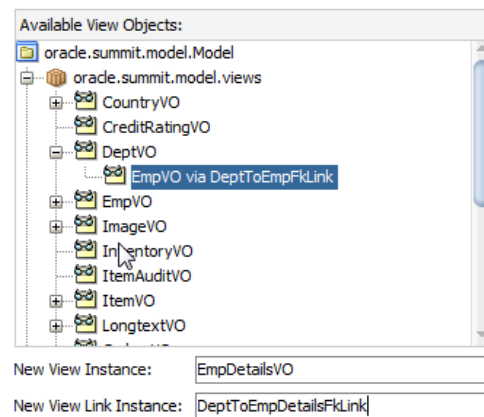 Available View Objects:
oracle.summit.model.Model
oracle.summit.model.views
CountryVO
CreditRatingVO
DeptVO
EmpVO via DeptToEmpFkLink
EmpVO
ImageVO
InventoryVO
ItemAuditVO
ItemVO
LongtextVO
New View Instance: EmpDetailsVO
New View Link Instance: DeptToEmpDetailsFkLink